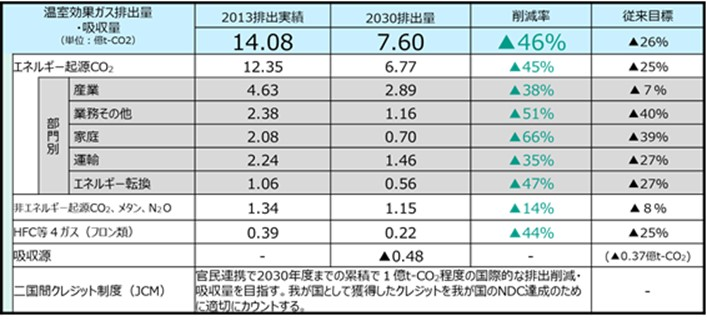 温室効果ガス排出量
・吸収量
(単位：億t-CO2)
2013排出実績 2030排出量 削減率 従来目標
14.08 7.60 ▲46% ▲26%
エネルギー起源CO₂ 12.35 6.77 ▲45% ▲25%
部門別
産業 4.63 2.89 ▲38% ▲７%
業務その他 2.38 1.16 ▲51% ▲40%
家庭 2.08 0.70 ▲66% ▲39%
運輸 2.24 1.46 ▲35% ▲27%
エネルギー転換 1.06 0.56 ▲47% ▲27%
非エネルギー起源CO₂、メタン、N₂O 1.34 1.15 ▲14% ▲８%
HFC等４ガス（フロン類） 0.39 0.22 ▲44% ▲25%
吸収源 - ▲0.48 - (▲0.37億t-CO₂)
二国間クレジット制度（JCM）
官民連携で2030年度までの累積で１億t-CO₂程度の国際的な排出削減・
吸収量を目指す。我が国として獲得したクレジットを我が国のNDC達成のため
に適切にカウントする。
-